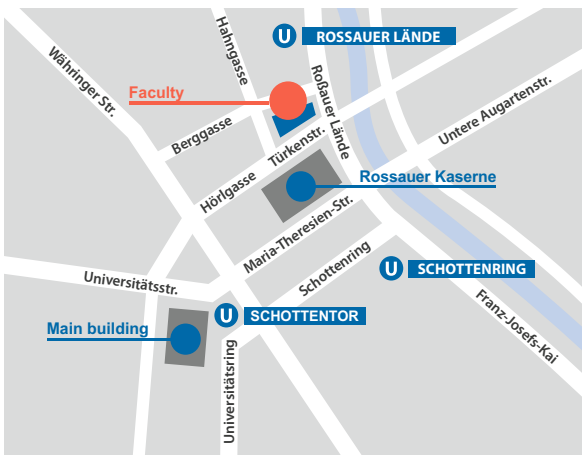 U ROSSAUER LÄNDE
Hahngasse
Währinger Str.
Faculty
Roßauer Lände
Untere Augartenstr.
Berggasse
Türkenstr.
Hörlgasse
Rossauer Kaserne
Maria-Theresien-Str.
Schottenring
U SCHOTTENRING
Universitätsstr.
Franz-Josefs-Kai
U SCHOTTENTOR
Main building
Universitätsring